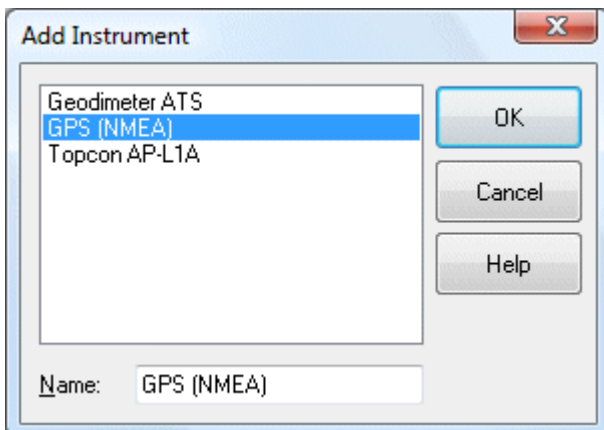 Add Instrument
Geodimeter ATS
GPS (NMEA)
Topcon AP-L1A
OK
Cancel
Help
Name: GPS (NMEA)